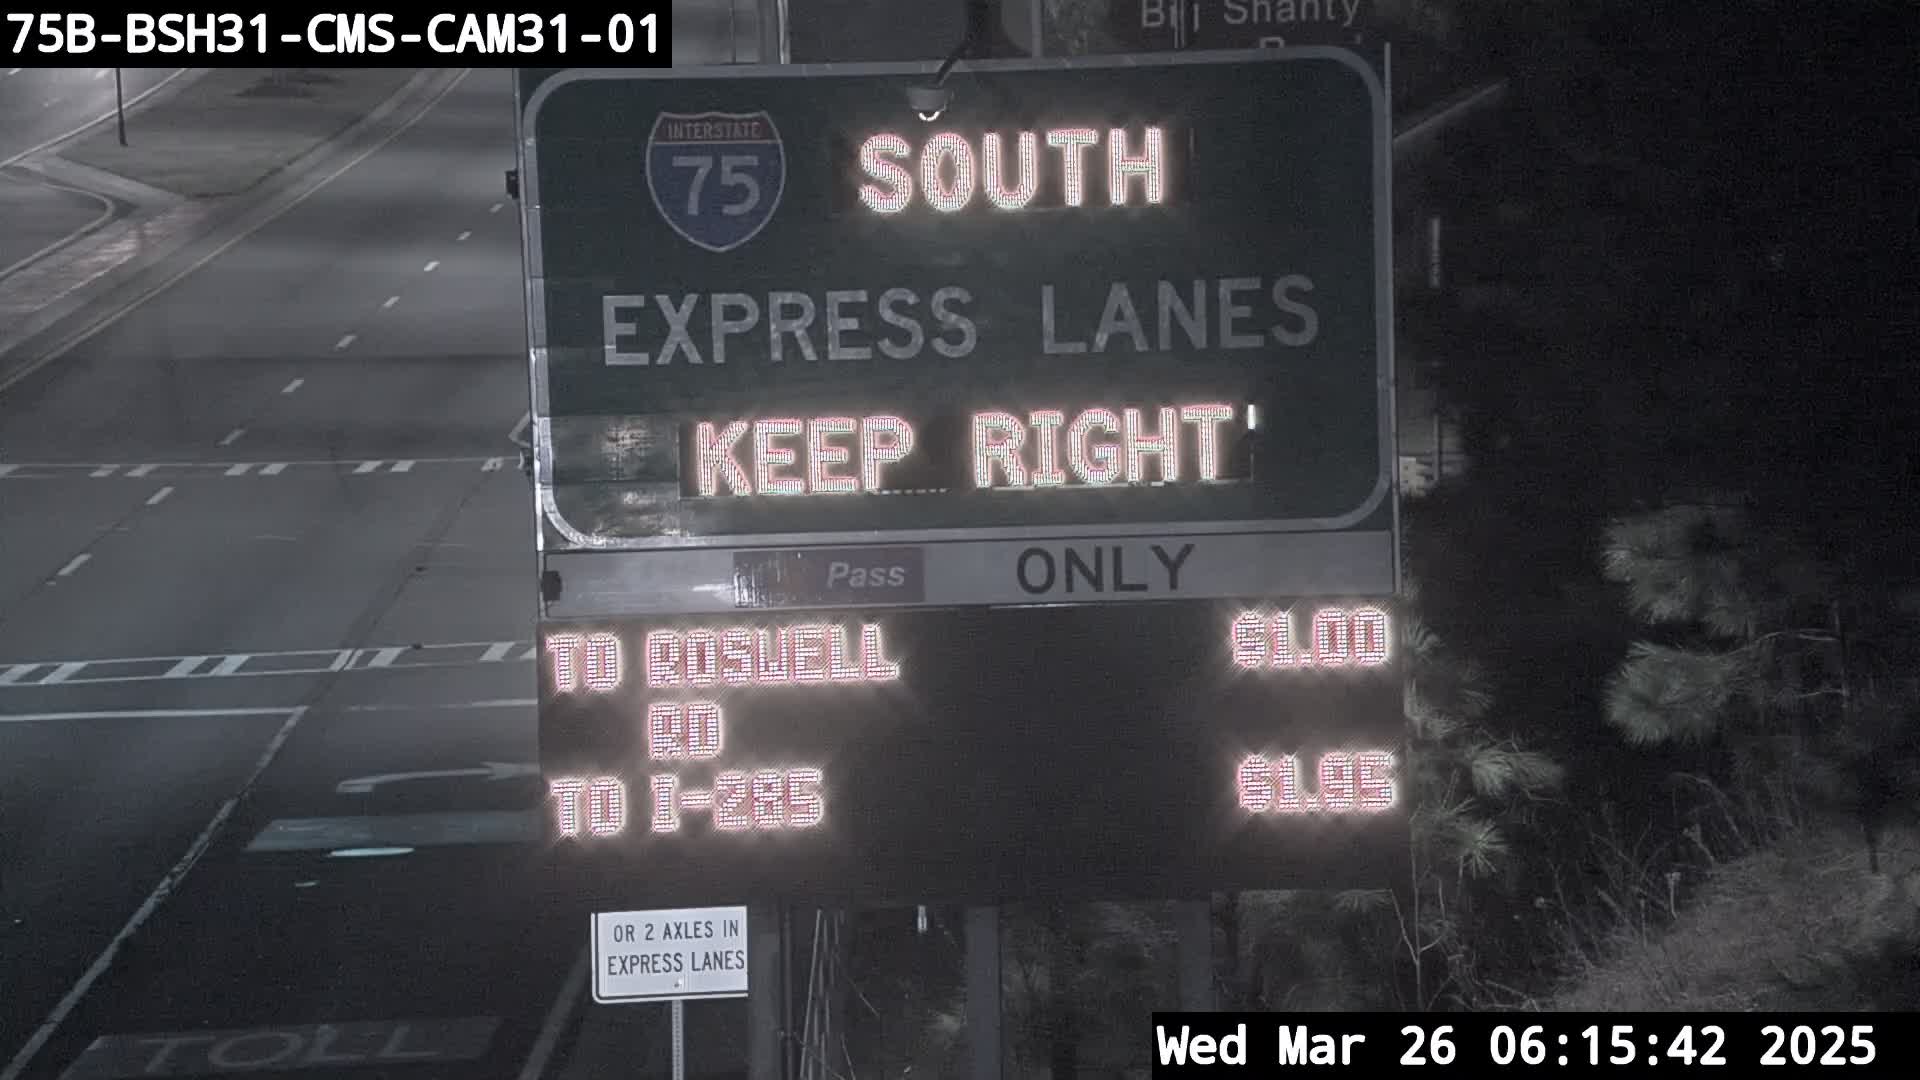 75B-BSH31-CMS-CAM31-01
Shanty
INTERSTATE
75
SOUTH
EXPRESS LANES
KEEP RIGHT
Pass ONLY
TO ROSWELL $1.00
RD
TO I-285 $1.95
OR 2 AXLES IN
EXPRESS LANES
TOLL
Wed Mar 26 06:15:42 2025